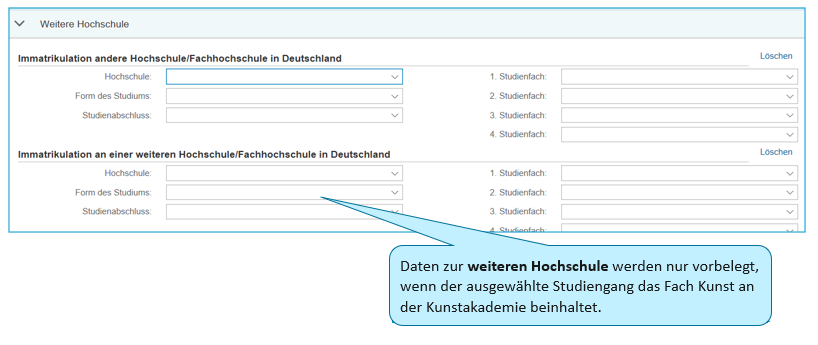 Weitere Hochschule
Immatrikulation andere Hochschule/Fachhochschule in Deutschland
Löschen
Hochschule:
1. Studienfach:
Form des Studiums:
2. Studienfach:
Studienabschluss:
3. Studienfach:
4. Studienfach:
Immatrikulation an einer weiteren Hochschule/Fachhochschule in Deutschland
Löschen
Hochschule:
1. Studienfach:
Form des Studiums:
2. Studienfach:
Studienabschluss:
3. Studienfach:
4. Studienfach:
Daten zur weiteren Hochschule werden nur vorbelegt,
wenn der ausgewählte Studiengang das Fach Kunst an
der Kunstakademie beinhaltet.